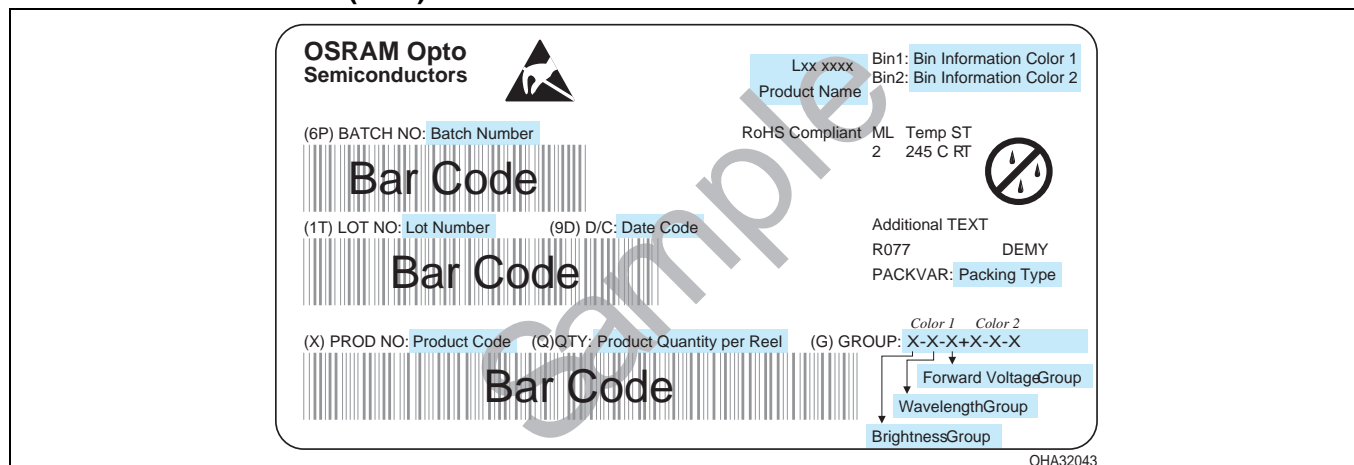 OSRAM Opto
Semiconductors
Lxx xxxx
Product Name
Bin1: Bin Information Color 1
Bin2: Bin Information Color 2
(6P) BATCH NO: Batch Number
RoHS Compliant ML Temp ST
2 245 C RT
Bar Code
(1T) LOT NO: Lot Number (9D) D/C: Date Code
Additional TEXT
R077 DEMY
Bar Code
PACKVAR: Packing Type
Sample
Color 1 Color 2
(X) PROD NO: Product Code (Q)QTY: Product Quantity per Reel (G) GROUP: X-X-X+X-X-X
Bar Code
Forward VoltageGroup
WavelengthGroup
BrightnessGroup
OHA32043